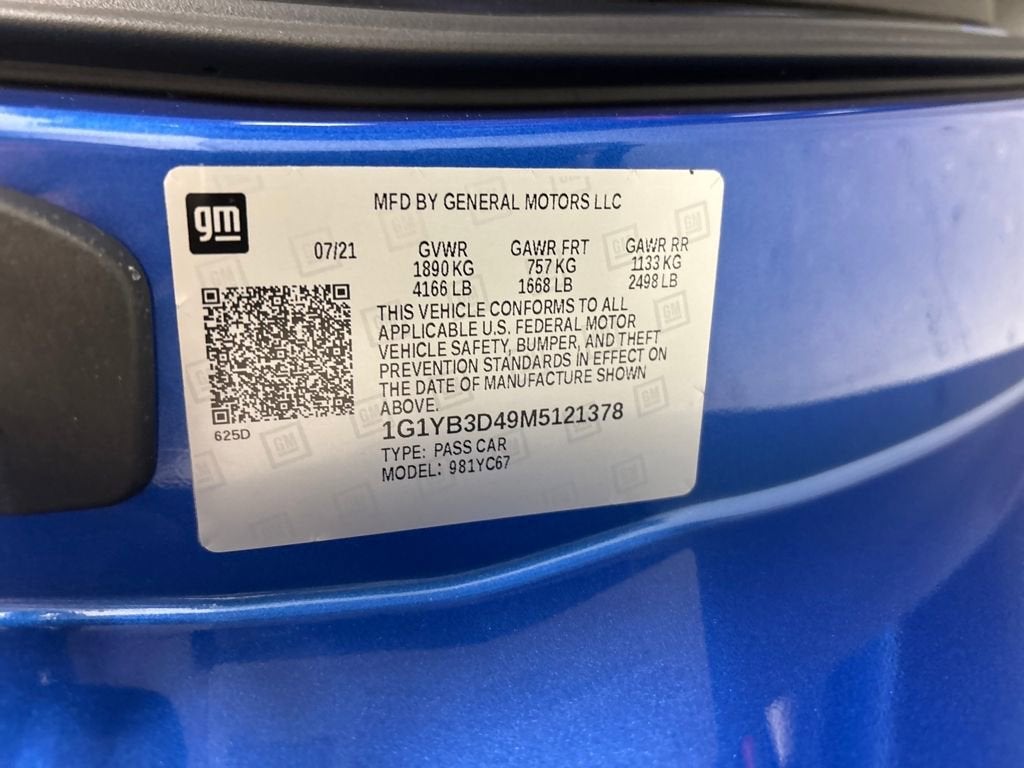 gm
MFD BY GENERAL MOTORS LLC
07/21 GVWR GAWR FRT GAWR RR
1890 KG 757 KG 1133 KG
4166 LB 1668 LB 2498 LB
THIS VEHICLE CONFORMS TO ALL
APPLICABLE U.S. FEDERAL MOTOR
VEHICLE SAFETY, BUMPER, AND THEFT
PREVENTION STANDARDS IN EFFECT ON
THE DATE OF MANUFACTURE SHOWN
ABOVE.
625D
1G1YB3D49M5121378
TYPE: PASS CAR
MODEL: 981YC67